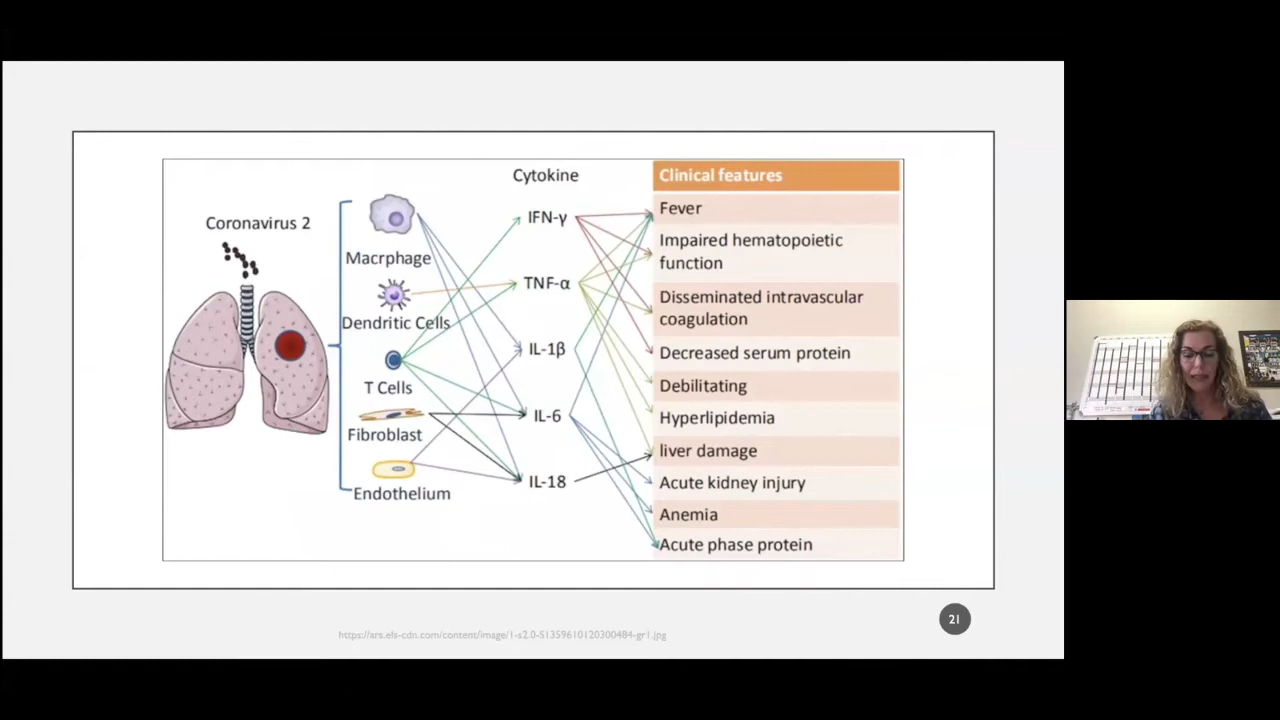 Coronavirus 2
Macrphage
Dendritic Cells
T Cells
Fibroblast
Endothelium
Cytokine
IFN-γ
TNF-α
IL-1β
IL-6
IL-18
Clinical features
Fever
Impaired hematopoietic
function
Disseminated intravascular
coagulation
Decreased serum protein
Debilitating
Hyperlipidemia
liver damage
Acute kidney injury
Anemia
Acute phase protein
https://ars.els-cdn.com/content/image/1-s2.0-S1359610120300484-gr1.jpg
21